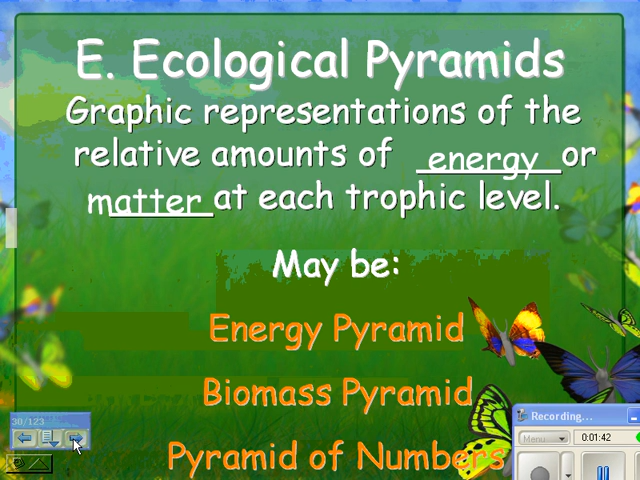 E. Ecological Pyramids
Graphic representations of the
relative amounts of energy or
matter at each trophic level.
May be:
Energy Pyramid
Biomass Pyramid
Pyramid of Numbers
30/123
Recording...
Menu
0:01:42